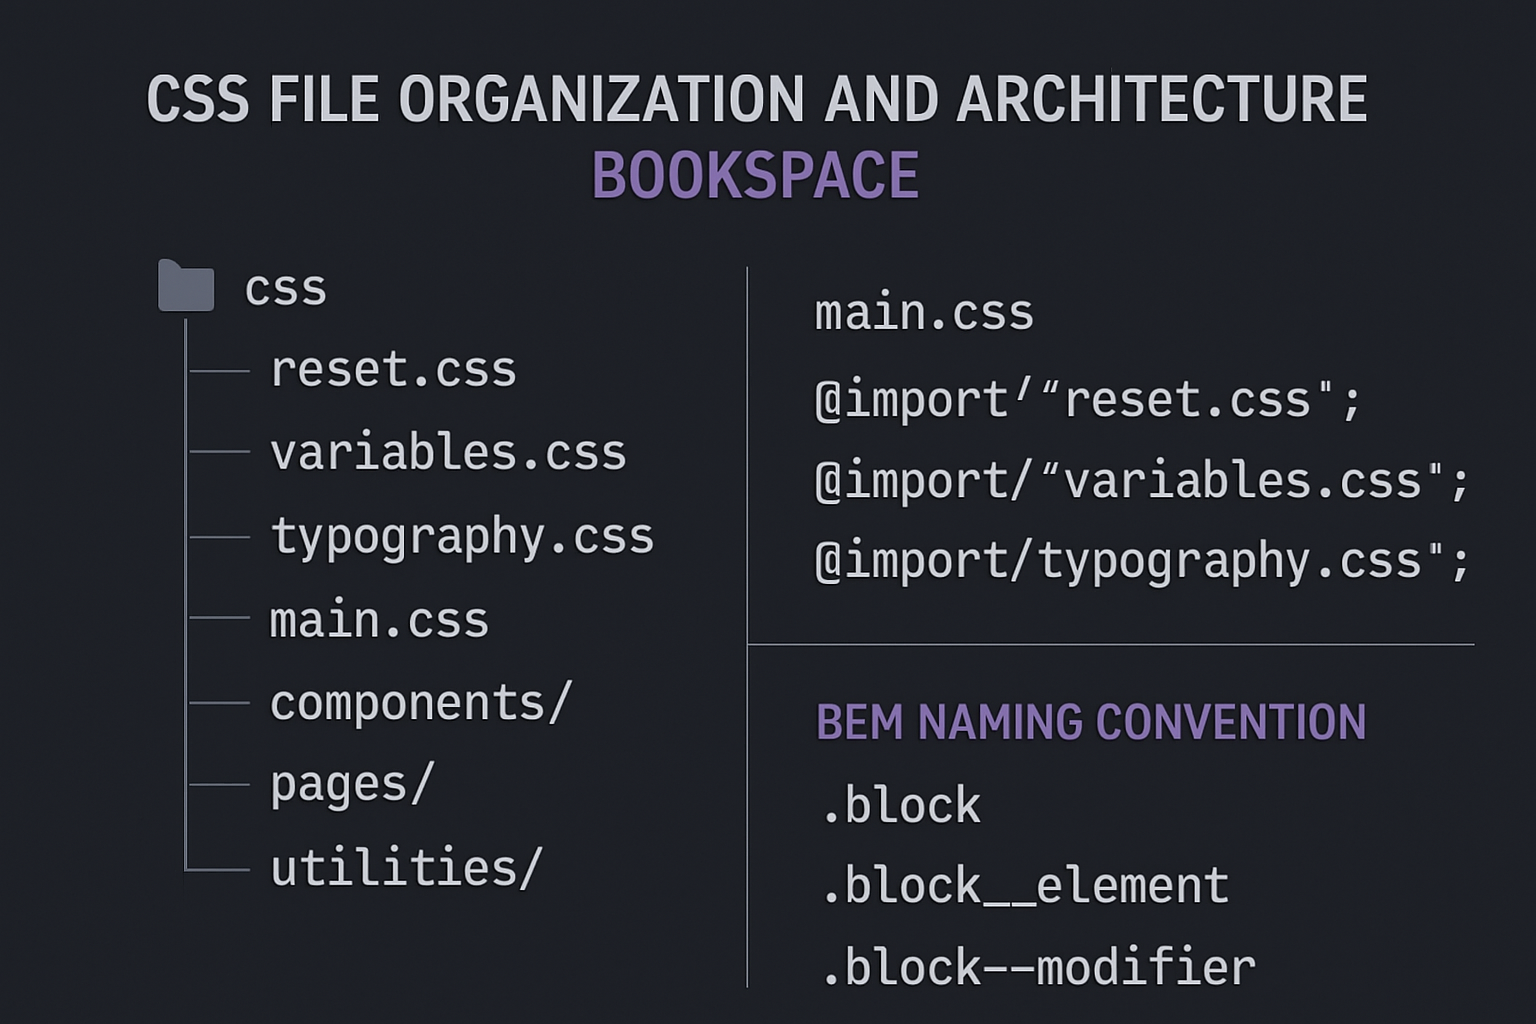 CSS FILE ORGANIZATION AND ARCHITECTURE
BOOKSPACE
css
reset.css
variables.css
typography.css
main.css
components/
pages/
utilities/
main.css
@import′“reset.css";
@import/“variables.css";
@import/typography.css";
BEM NAMING CONVENTION
.block
.block__element
.block--modifier